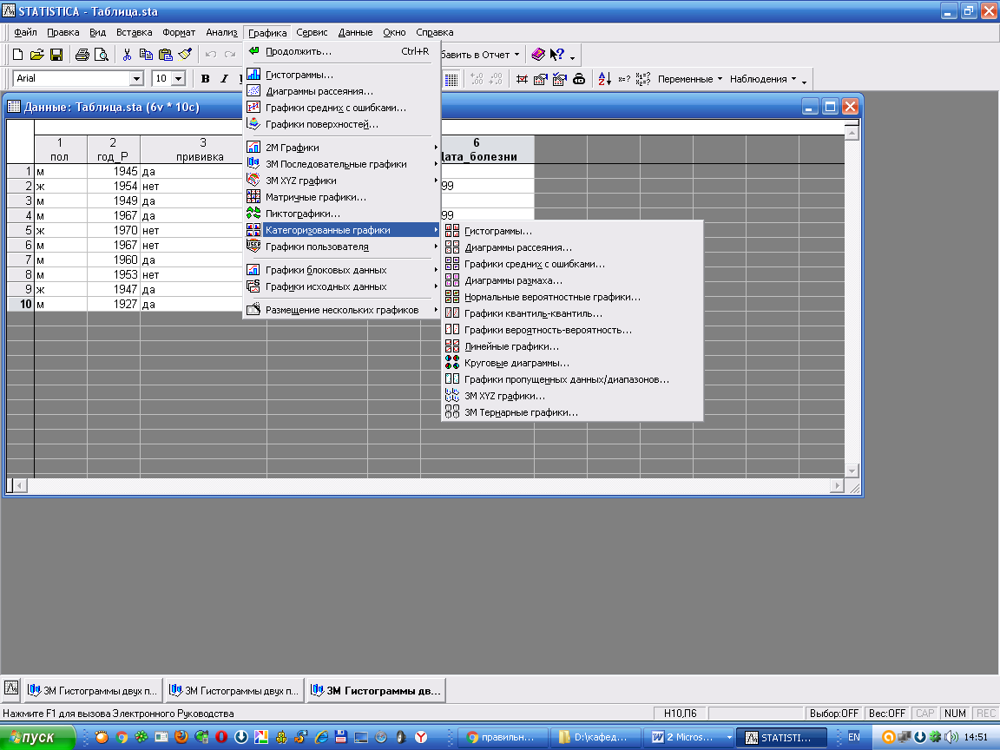 STATISTICA - Таблица.sta
Файл Правка Вид Вставка Формат Анализ Графика Сервис Данные Окно Справка
бавить в Отчет
Arial 10 B I Переменные Наблюдения
Продолжить... Ctrl+R
Гистограммы...
Диаграммы рассеяния...
Графики средних с ошибками...
Графики поверхностей...
2М Графики
3М Последовательные графики
3М XYZ графики
Матричные графики...
Пиктографики...
Категоризованные графики
Графики пользователя
Графики блоковых данных
Графики исходных данных
Размещение нескольких графиков
Гистограммы...
Диаграммы рассеяния...
Графики средних с ошибками...
Диаграммы размаха...
Нормальные вероятностные графики...
Графики квантиль-квантиль...
Графики вероятность-вероятность...
Линейные графики...
Круговые диаграммы...
Графики пропущенных данных/диапазонов...
3М XYZ графики...
3М Тернарные графики...
Данные: Таблица.sta (6v * 10c)
1 2 3 6
пол год_Р прививка Дата_болезни
1 м 1945 да
2 ж 1954 нет 99
3 м 1949 да
4 м 1967 да 99
5 ж 1970 нет
6 м 1967 нет
7 м 1960 да
8 м 1953 нет
9 ж 1947 да
10 м 1927 да
3М Гистограммы двух п... 3М Гистограммы двух п... 3М Гистограммы дв...
Нажмите F1 для вызова Электронного Руководства Н10,П6 Выбор:OFF Вес:OFF CAP NUM REC
пуск правильн... D:\кафед... 2 Micros... STATISTI... EN 14:51